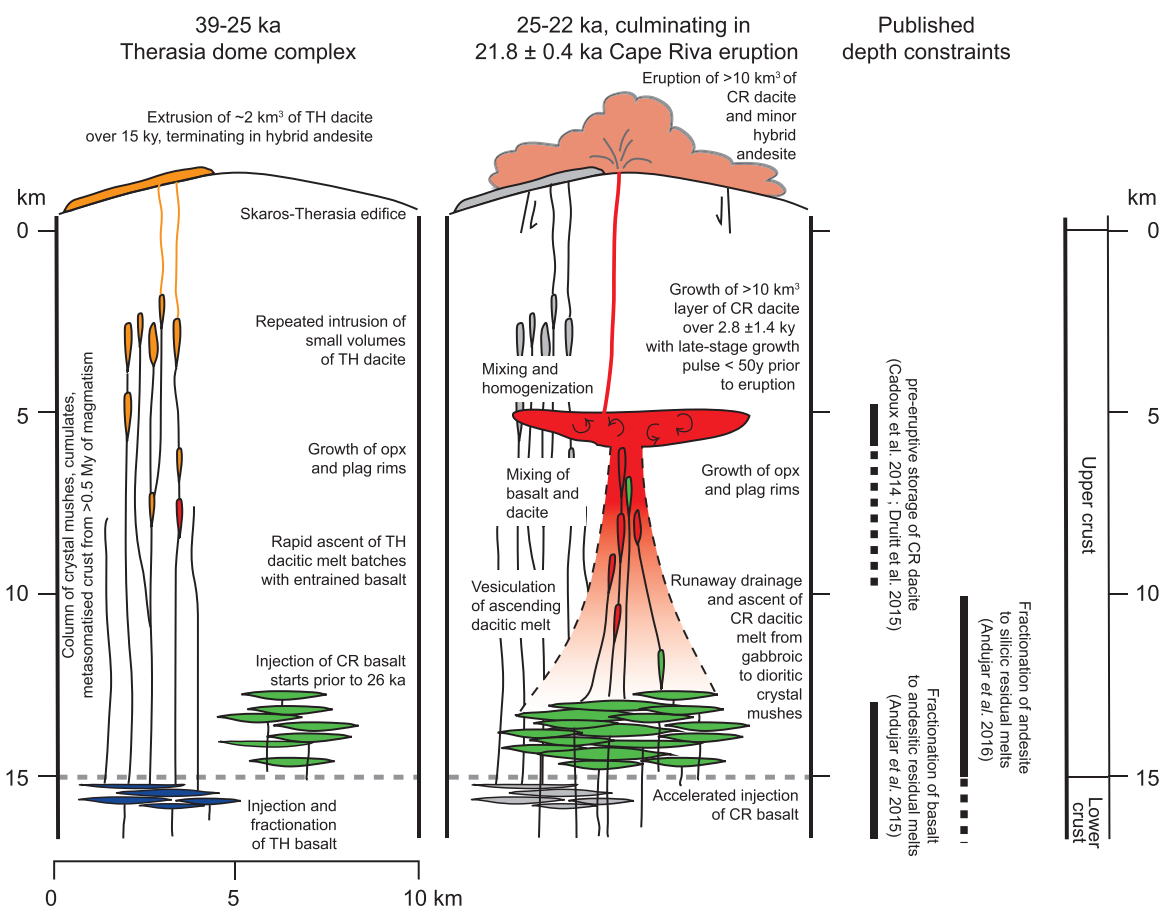 39-25 ka
Therasia dome complex
25-22 ka, culminating in
21.8 ± 0.4 ka Cape Riva eruption
Published
depth constraints
Extrusion of ~2 km³ of TH dacite
over 15 ky, terminating in hybrid andesite
Skaros-Therasia edifice
Repeated intrusion of
small volumes
of TH dacite
Growth of opx
and plag rims
Rapid ascent of TH
dacitic melt batches
with entrained basalt
Injection of CR basalt
starts prior to 26 ka
Injection and
fractionation
of TH basalt
Column of crystal mushes, cumulates,
metasomatised crust from >0.5 My of magmatism
km
0
5
10
15
0
5
10 km
Eruption of >10 km³ of
CR dacite
and minor
hybrid
andesite
Growth of >10 km³
layer of CR dacite
over 2.8 ±1.4 ky
with late-stage growth
pulse < 50y prior
to eruption
Mixing and
homogenization
Mixing of
basalt and
dacite
Growth of opx
and plag rims
Vesiculation
of ascending
dacitic melt
Runaway drainage
and ascent of
CR dacitic
melt from
gabbroic
to dioritic
crystal
mushes
Accelerated injection
of CR basalt
pre-eruptive storage of CR dacite
(Cadoux et al. 2014 ; Druitt et al. 2015)
Fractionation of basalt
to andesitic residual melts
(Andujar et al. 2015)
Fractionation of andesite
to silicic residual melts
(Andujar et al. 2016)
km
0
5
10
15
Upper crust
Lower
crust